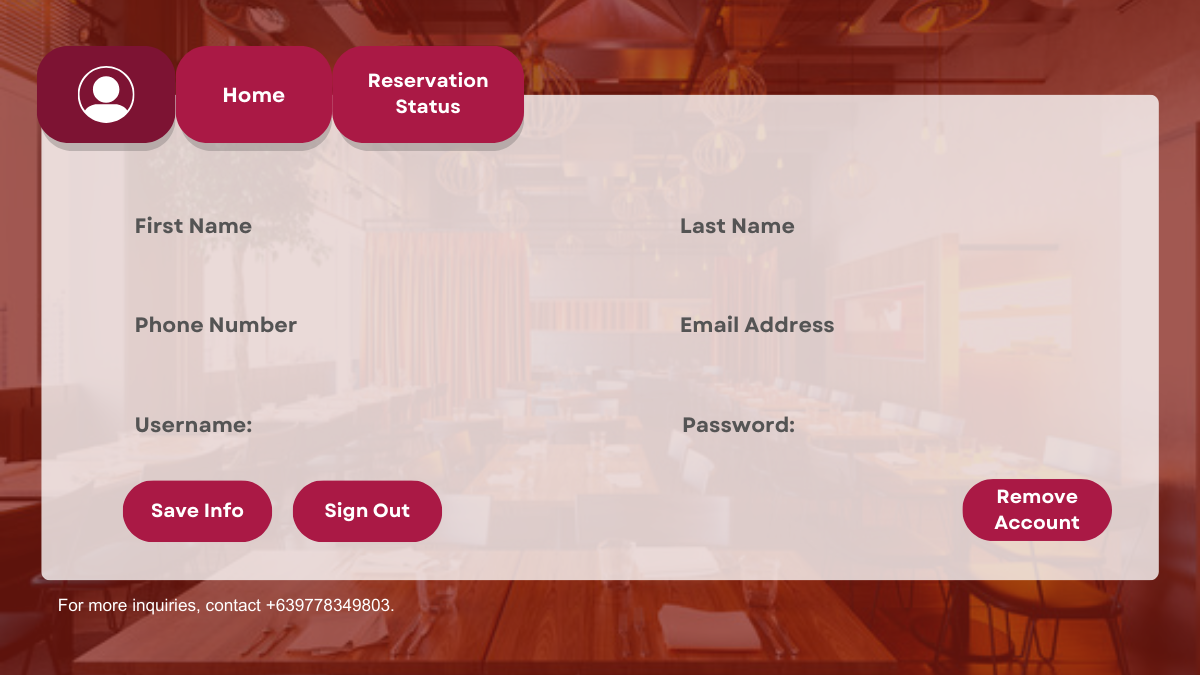 Home
Reservation
Status
First Name
Last Name
Phone Number
Email Address
Username:
Password:
Save Info
Sign Out
Remove
Account
For more inquiries, contact +639778349803.